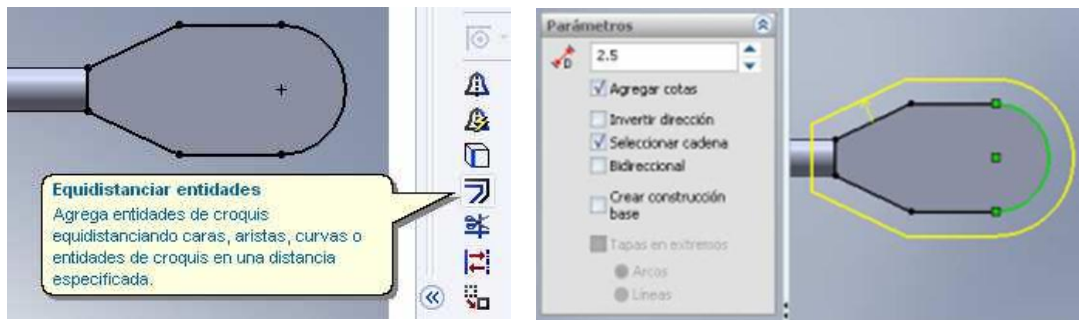 Equidistanciar entidades
Agrega entidades de croquis
equidistanciando caras, aristas, curvas o
entidades de croquis en una distancia
especificada.
Parámetros
D
2.5
Agregar cotas
Invertir dirección
Seleccionar cadena
Bidireccional
Crear construcción
base
Tapas en extremos
Arcos
Líneas